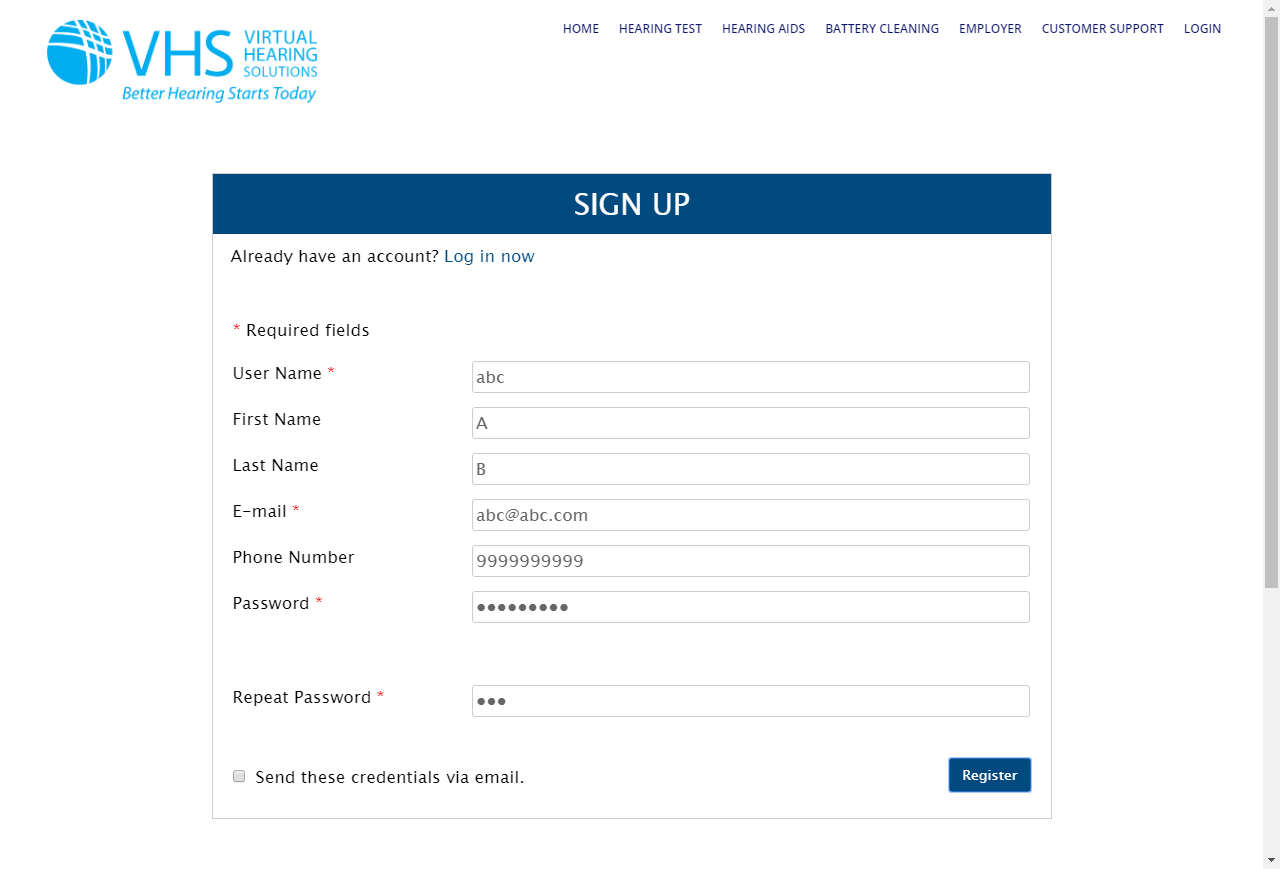 HOME HEARING TEST HEARING AIDS BATTERY CLEANING EMPLOYER CUSTOMER SUPPORT LOGIN
VHS VIRTUAL
HEARING
SOLUTIONS
Better Hearing Starts Today
SIGN UP
Already have an account? Log in now
* Required fields
User Name * abc
First Name A
Last Name B
E-mail * abc@abc.com
Phone Number 9999999999
Password * •••••••••
Repeat Password * •••
Send these credentials via email.
Register